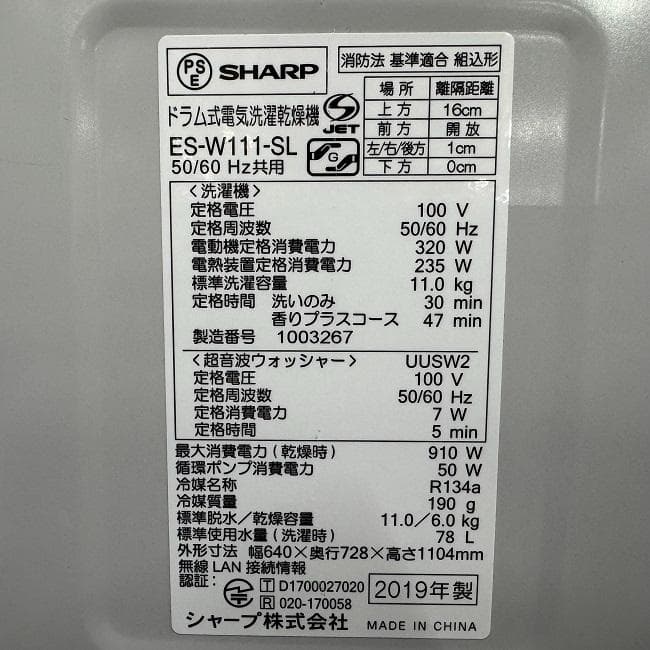 PSE SHARP
消防法 基準適合 組込形
場所 離隔距離
上方 16cm
前方 開放
左/右/後方 1cm
下方 0cm
ドラム式電気洗濯乾燥機
S JET
ES-W111-SL
50/60 Hz共用
G
〈洗濯機〉
定格電圧 100 V
定格周波数 50/60 Hz
電動機定格消費電力 320 W
電熱装置定格消費電力 235 W
標準洗濯容量 11.0 kg
定格時間 洗いのみ 30 min
香りプラスコース 47 min
製造番号 1003267
〈超音波ウォッシャー〉 UUSW2
定格電圧 100 V
定格周波数 50/60 Hz
定格消費電力 7 W
定格時間 5 min
最大消費電力(乾燥時) 910 W
循環ポンプ消費電力 50 W
冷媒名称 R134a
冷媒質量 190 g
標準脱水/乾燥容量 11.0/6.0 kg
標準使用水量(洗濯時) 78 L
外形寸法 幅640×奥行728×高さ1104mm
無線LAN接続情報
認証: T D1700027020
R 020-170058
2019年製
シャープ株式会社 MADE IN CHINA